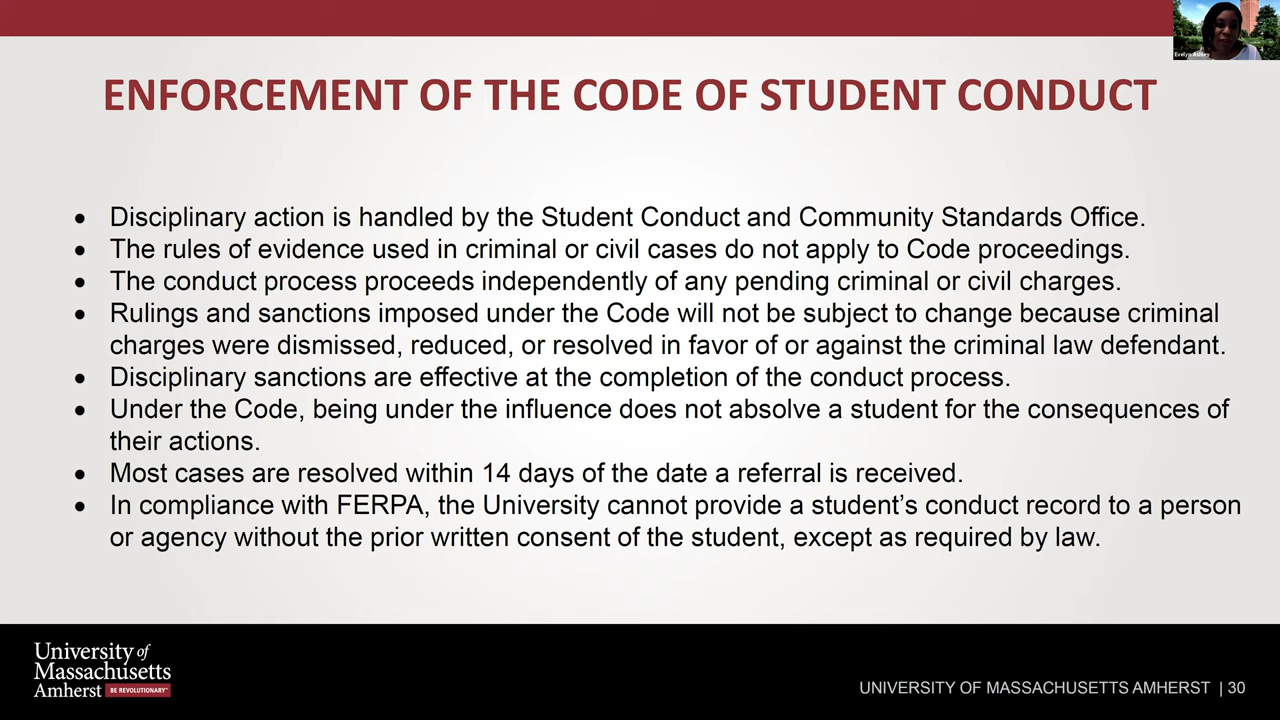 Evelyn Ashley
ENFORCEMENT OF THE CODE OF STUDENT CONDUCT
• Disciplinary action is handled by the Student Conduct and Community Standards Office.
• The rules of evidence used in criminal or civil cases do not apply to Code proceedings.
• The conduct process proceeds independently of any pending criminal or civil charges.
• Rulings and sanctions imposed under the Code will not be subject to change because criminal
charges were dismissed, reduced, or resolved in favor of or against the criminal law defendant.
• Disciplinary sanctions are effective at the completion of the conduct process.
• Under the Code, being under the influence does not absolve a student for the consequences of
their actions.
• Most cases are resolved within 14 days of the date a referral is received.
• In compliance with FERPA, the University cannot provide a student’s conduct record to a person
or agency without the prior written consent of the student, except as required by law.
University of
Massachusetts
Amherst BE REVOLUTIONARY™
UNIVERSITY OF MASSACHUSETTS AMHERST | 30